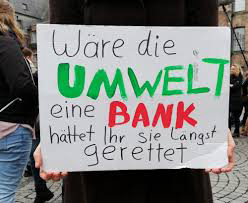 Wäre die
UMWELT
eine BANK
hättet Ihr sie Längst
gerettet